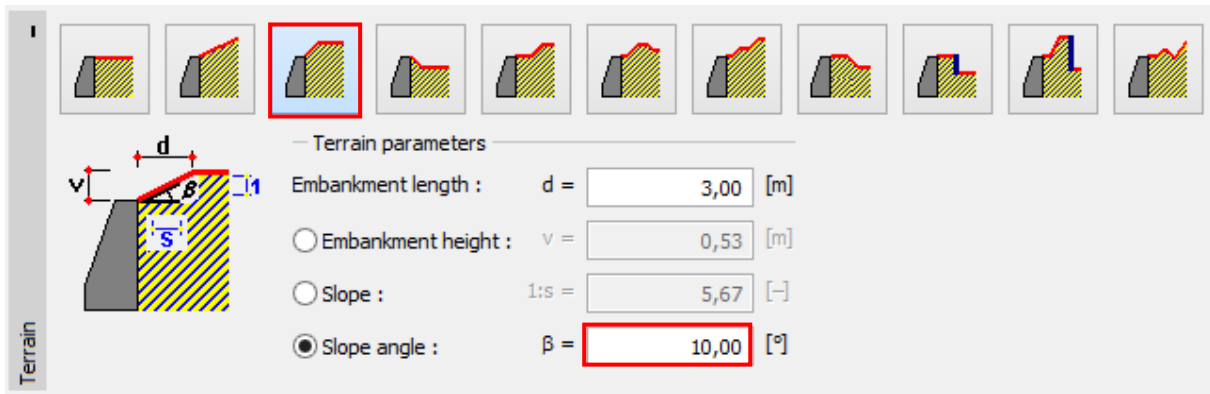 Terrain parameters
d
v
β
1
S
Embankment length : d = 3,00 [m]
Embankment height : v = 0,53 [m]
Slope : 1:s = 5,67 [–]
Slope angle : β = 10,00 [°]
Terrain